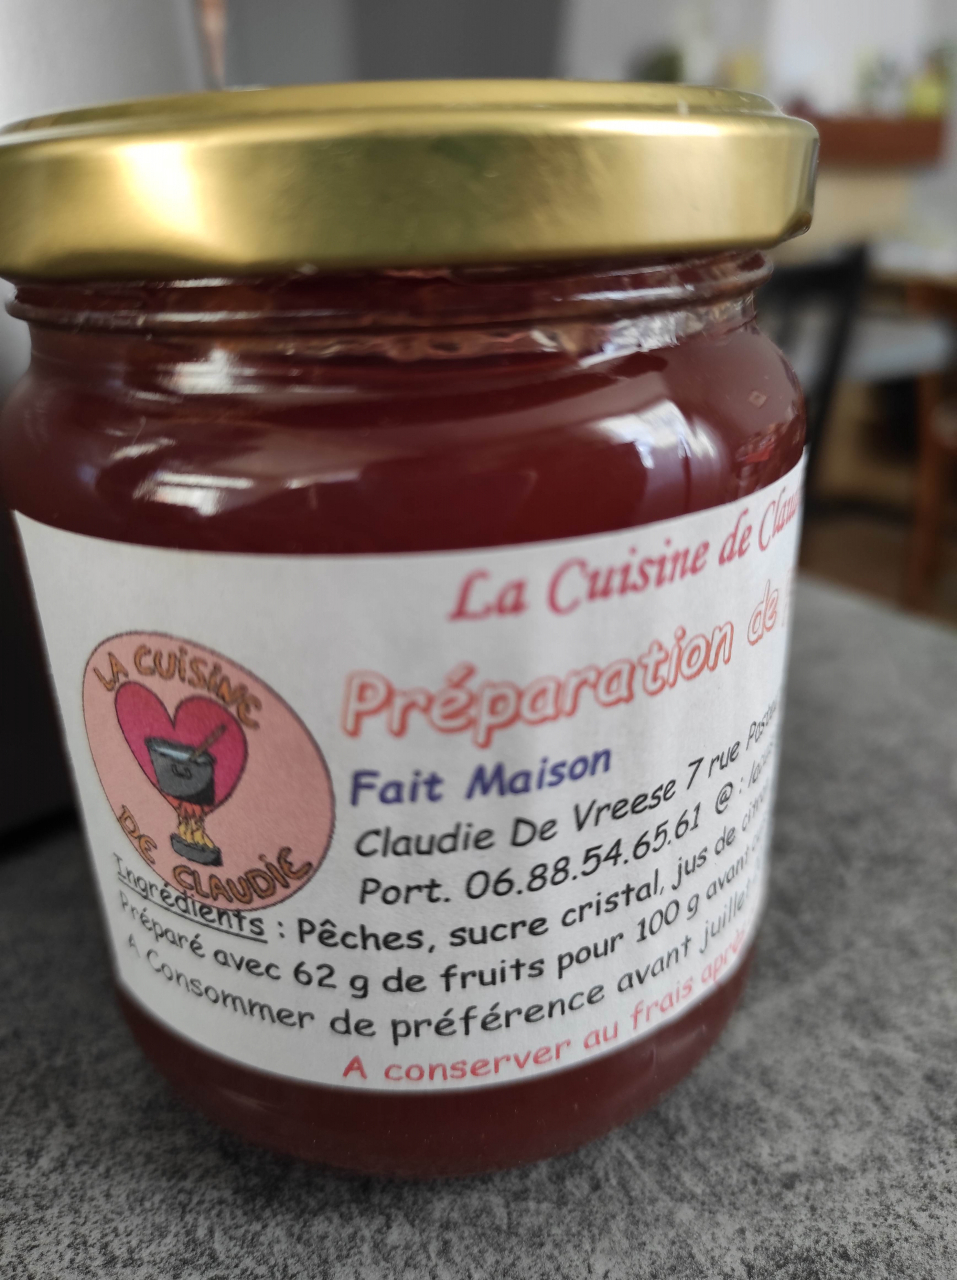 La Cuisine de
Préparation de
LA CUISINE
DE CLAUDIE
Fait Maison
Claudie De Vreese 7 rue
Port. 06.88.54.65.61 @ :
Ingrédients : Pêches, sucre cristal, jus de
Préparé avec 62 g de fruits pour 100 g avant
A Consommer de préférence avant
A conserver au frais après